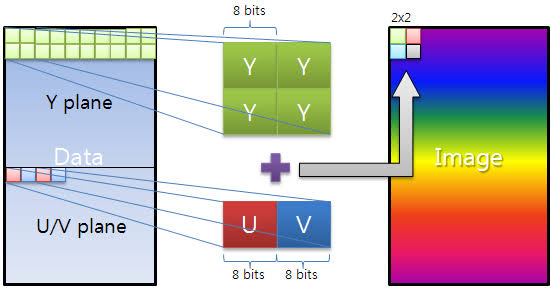 8 bits
2x2
Y Y
Y plane
Y Y
Data
Image
U/V plane
U V
8 bits 8 bits